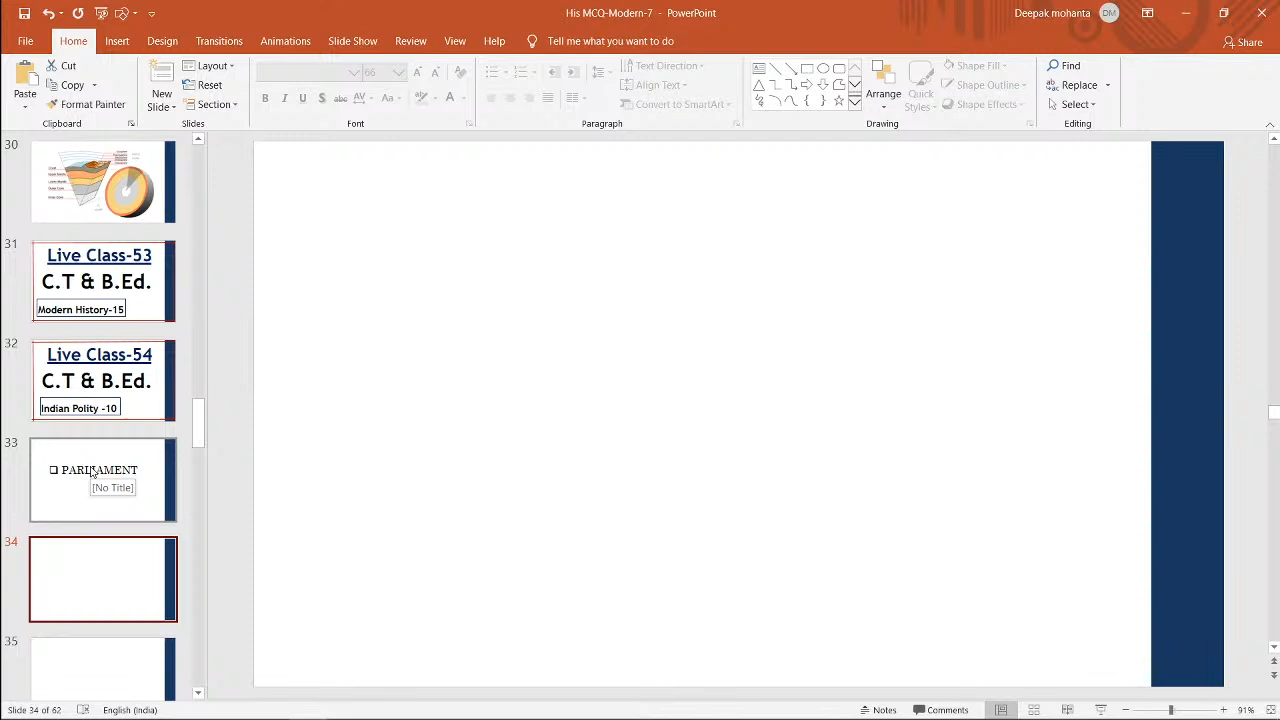 His MCQ-Modern-7 - PowerPoint
Deepak mohanta
DM
File
Home
Insert
Design
Transitions
Animations
Slide Show
Review
View
Help
Tell me what you want to do
Share
Paste
Cut
Copy
Format Painter
Clipboard
New
Slide
Layout
Reset
Section
Slides
66
B I U S abc AV Aa A
Font
Text Direction
Align Text
Convert to SmartArt
Paragraph
Arrange
Quick
Styles
Shape Fill
Shape Outline
Shape Effects
Drawing
Find
Replace
Select
Editing
30
31
Live Class-53
C.T & B.Ed.
Modern History-15
32
Live Class-54
C.T & B.Ed.
Indian Polity -10
33
PARLIAMENT
[No Title]
34
35
Slide 34 of 62
English (India)
Notes
Comments
91%